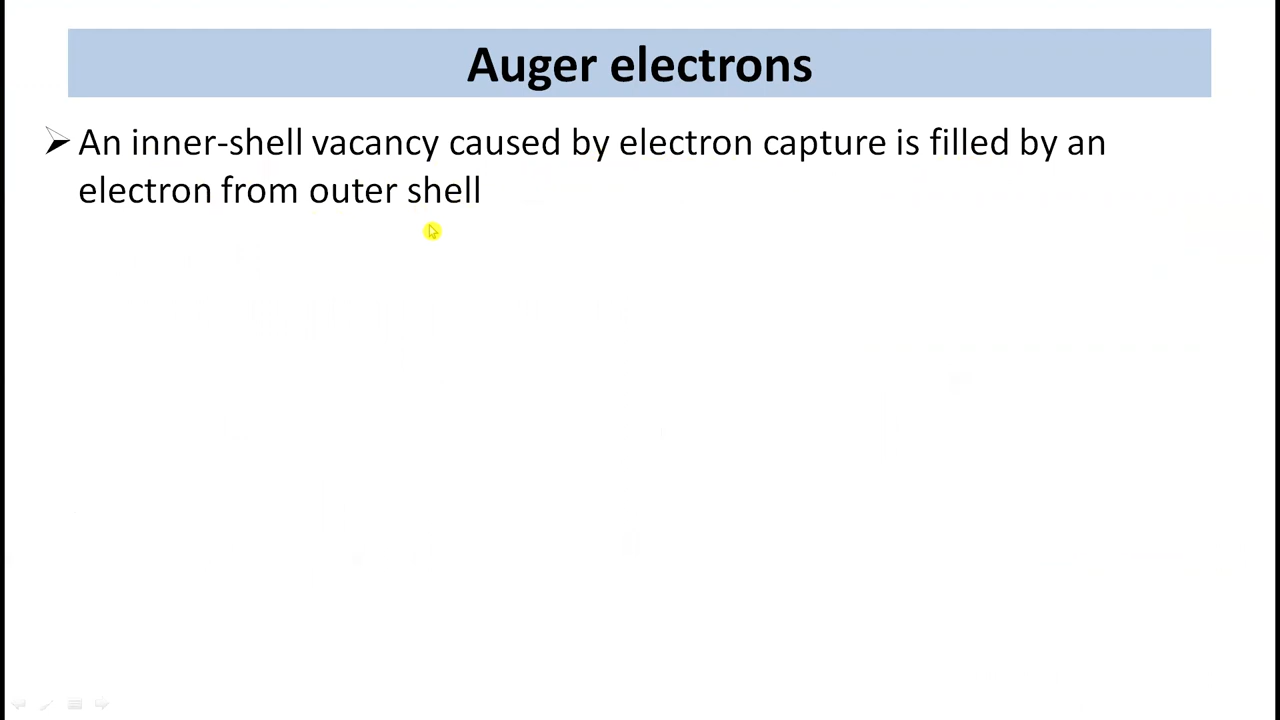 Auger electrons
An inner-shell vacancy caused by electron capture is filled by an
electron from outer shell